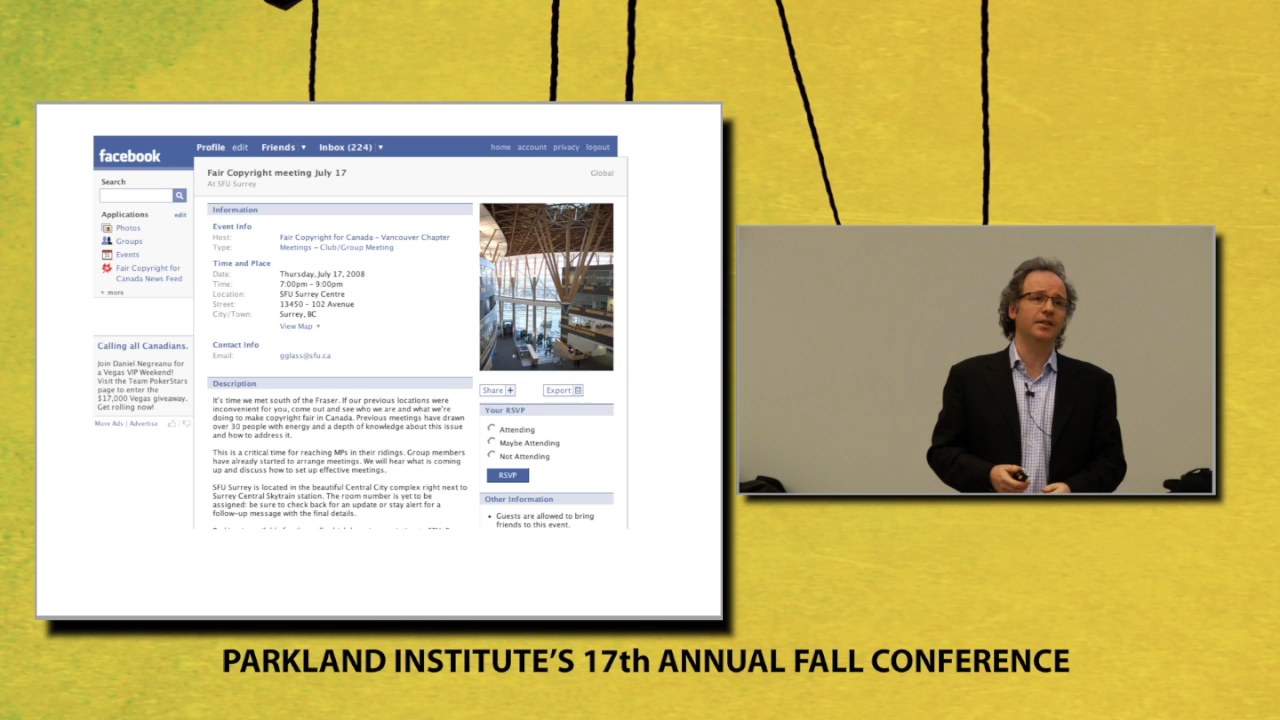 facebook
Profile edit Friends ▼ Inbox (224) ▼ home account privacy logout
Search
Applications edit
Photos
Groups
Events
Fair Copyright for
Canada News Feed
▼ more
Calling all Canadians.
Join Daniel Negreanu for
a Vegas VIP Weekend!
Visit the Team PokerStars
page to enter the
$17,000 Vegas giveaway.
Get rolling now!
More Ads | Advertise
Fair Copyright meeting July 17
At SFU Surrey
Global
Information
Event Info
Host: Fair Copyright for Canada - Vancouver Chapter
Type: Meetings - Club/Group Meeting
Time and Place
Date: Thursday, July 17, 2008
Time: 7:00pm - 9:00pm
Location: SFU Surrey Centre
Street: 13450 - 102 Avenue
City/Town: Surrey, BC
View Map
Contact Info
Email: gglass@sfu.ca
Description
It's time we met south of the Fraser. If our previous locations were
inconvenient for you, come out and see who we are and what we're
doing to make copyright fair in Canada. Previous meetings have drawn
over 30 people with energy and a depth of knowledge about this issue
and how to address it.
This is a critical time for reaching MPs in their ridings. Group members
have already started to arrange meetings. We will hear what is coming
up and discuss how to set up effective meetings.
SFU Surrey is located in the beautiful Central City complex right next to
Surrey Central Skytrain station. The room number is yet to be
assigned: be sure to check back for an update or stay alert for a
follow-up message with the final details.
Share +
Export
Your RSVP
Attending
Maybe Attending
Not Attending
RSVP
Other Information
• Guests are allowed to bring
friends to this event.
PARKLAND INSTITUTE'S 17th ANNUAL FALL CONFERENCE